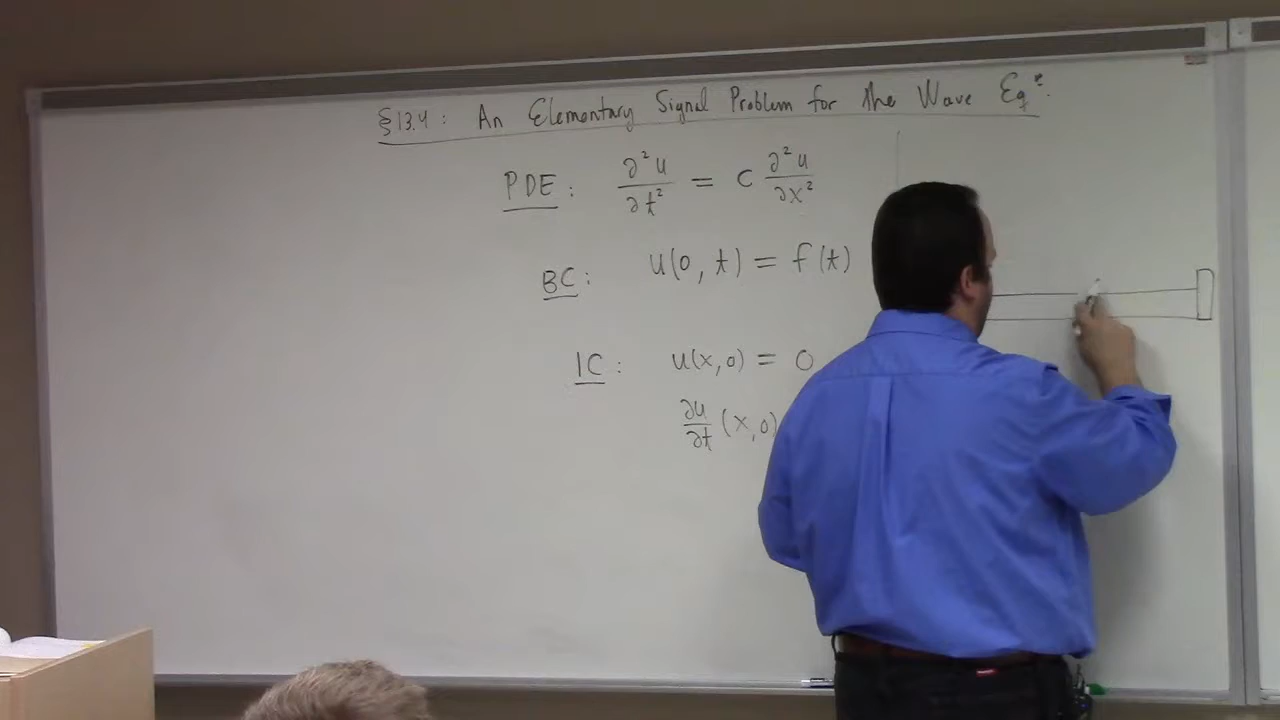 §13.4: An Elementary Signal Problem for the Wave Eqⁿ.
PDE: ∂²u/∂t² = c ∂²u/∂x²
BC: u(0, t) = f(t)
IC: u(x, 0) = 0
∂u/∂t (x, 0)